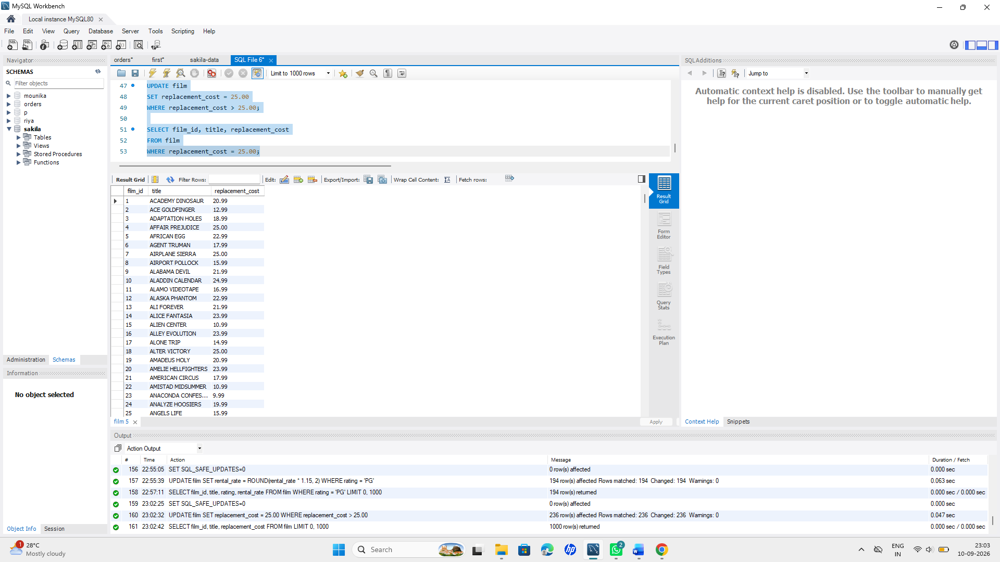 MySQL Workbench
Local instance MySQL80
File Edit View Query Database Server Tools Scripting Help
Navigator
SCHEMAS
Filter objects
mounika
orders
p
riya
sakila
Tables
Views
Stored Procedures
Functions
Administration Schemas
Information
No object selected
Object Info Session
orders* first* sakila-data SQL File 6*
Limit to 1000 rows
47 UPDATE film
48 SET replacement_cost = 25.00
49 WHERE replacement_cost > 25.00;
50
51 SELECT film_id, title, replacement_cost
52 FROM film
53 WHERE replacement_cost = 25.00;
Result Grid Filter Rows: Edit: Export/Import: Wrap Cell Content: Fetch rows:
film_id title replacement_cost
1 ACADEMY DINOSAUR 20.99
2 ACE GOLDFINGER 12.99
3 ADAPTATION HOLES 18.99
4 AFFAIR PREJUDICE 25.00
5 AFRICAN EGG 22.99
6 AGENT TRUMAN 17.99
7 AIRPLANE SIERRA 25.00
8 AIRPORT POLLOCK 15.99
9 ALABAMA DEVIL 21.99
10 ALADDIN CALENDAR 24.99
11 ALAMO VIDEOTAPE 16.99
12 ALASKA PHANTOM 22.99
13 ALI FOREVER 21.99
14 ALICE FANTASIA 23.99
15 ALIEN CENTER 10.99
16 ALLEY EVOLUTION 23.99
17 ALONE TRIP 14.99
18 ALTER VICTORY 25.00
19 AMADEUS HOLY 20.99
20 AMELIE HELLFIGHTERS 23.99
21 AMERICAN CIRCUS 17.99
22 AMISTAD MIDSUMMER 10.99
23 ANACONDA CONFES... 9.99
24 ANALYZE HOOSIERS 19.99
25 ANGELS LIFE 15.99
Result
Grid
Form
Editor
Field
Types
Query
Stats
Execution
Plan
film 5
Apply
SQLAdditions
Jump to
Automatic context help is disabled. Use the toolbar to manually get
help for the current caret position or to toggle automatic help.
Context Help Snippets
Output
Action Output
# Time Action Message Duration / Fetch
156 22:55:05 SET SQL_SAFE_UPDATES=0 0 row(s) affected 0.000 sec
157 22:55:39 UPDATE film SET rental_rate = ROUND(rental_rate * 1.15, 2) WHERE rating = 'PG' 194 row(s) affected Rows matched: 194 Changed: 194 Warnings: 0 0.063 sec
158 22:57:11 SELECT film_id, title, rating, rental_rate FROM film WHERE rating = 'PG' LIMIT 0, 1000 194 row(s) returned 0.000 sec / 0.000 sec
159 23:02:25 SET SQL_SAFE_UPDATES=0 0 row(s) affected 0.000 sec
160 23:02:32 UPDATE film SET replacement_cost = 25.00 WHERE replacement_cost > 25.00 236 row(s) affected Rows matched: 236 Changed: 236 Warnings: 0 0.047 sec
161 23:02:42 SELECT film_id, title, replacement_cost FROM film LIMIT 0, 1000 1000 row(s) returned 0.000 sec / 0.000 sec
1
28°C
Mostly cloudy
Search
hp
2
W
ENG
IN
23:03
10-09-2026